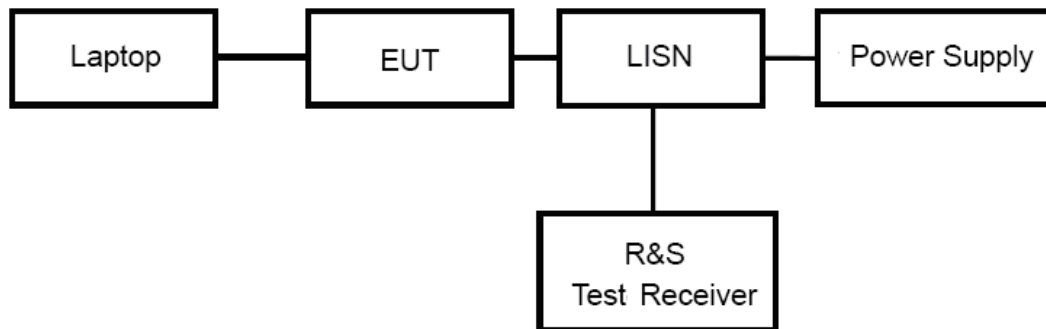 Laptop
EUT
LISN
Power Supply
R&S
Test Receiver